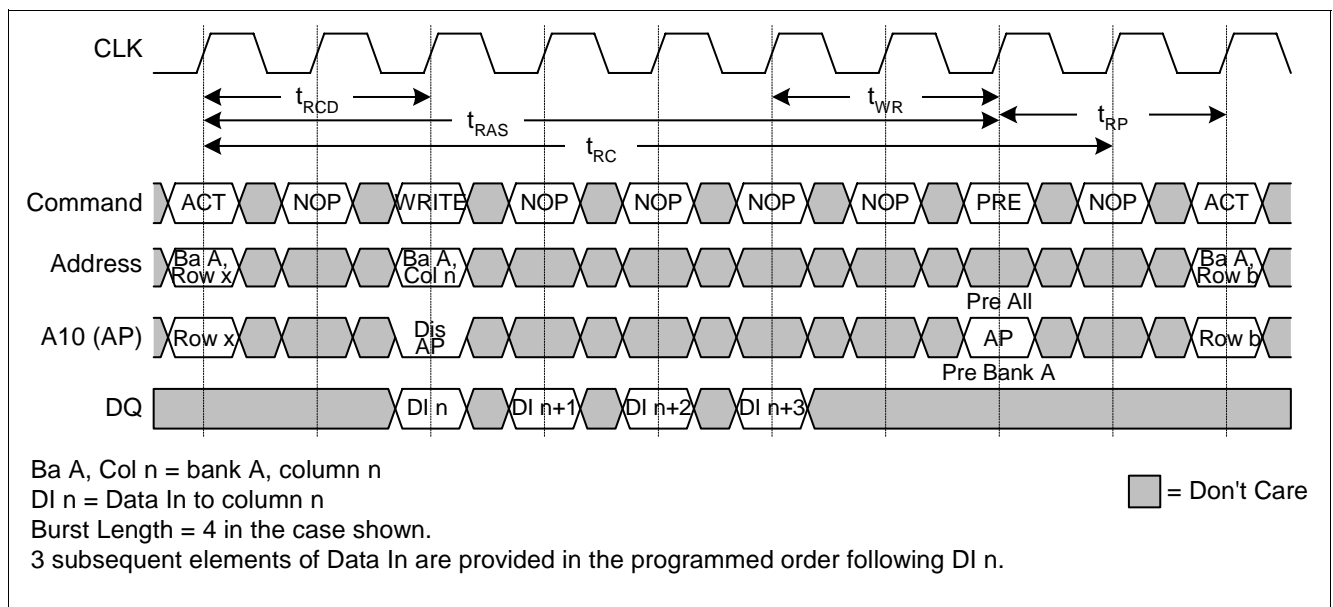 CLK
tRCD
tWR
tRAS
tRP
tRC
Command ACT NOP WRITE NOP NOP NOP NOP PRE NOP ACT
Address Ba A, Row x Ba A, Col n Ba A, Row b
Pre All
A10 (AP) Row x Dis AP AP Row b
Pre Bank A
DQ DI n DI n+1 DI n+2 DI n+3
Ba A, Col n = bank A, column n
DI n = Data In to column n
= Don't Care
Burst Length = 4 in the case shown.
3 subsequent elements of Data In are provided in the programmed order following DI n.